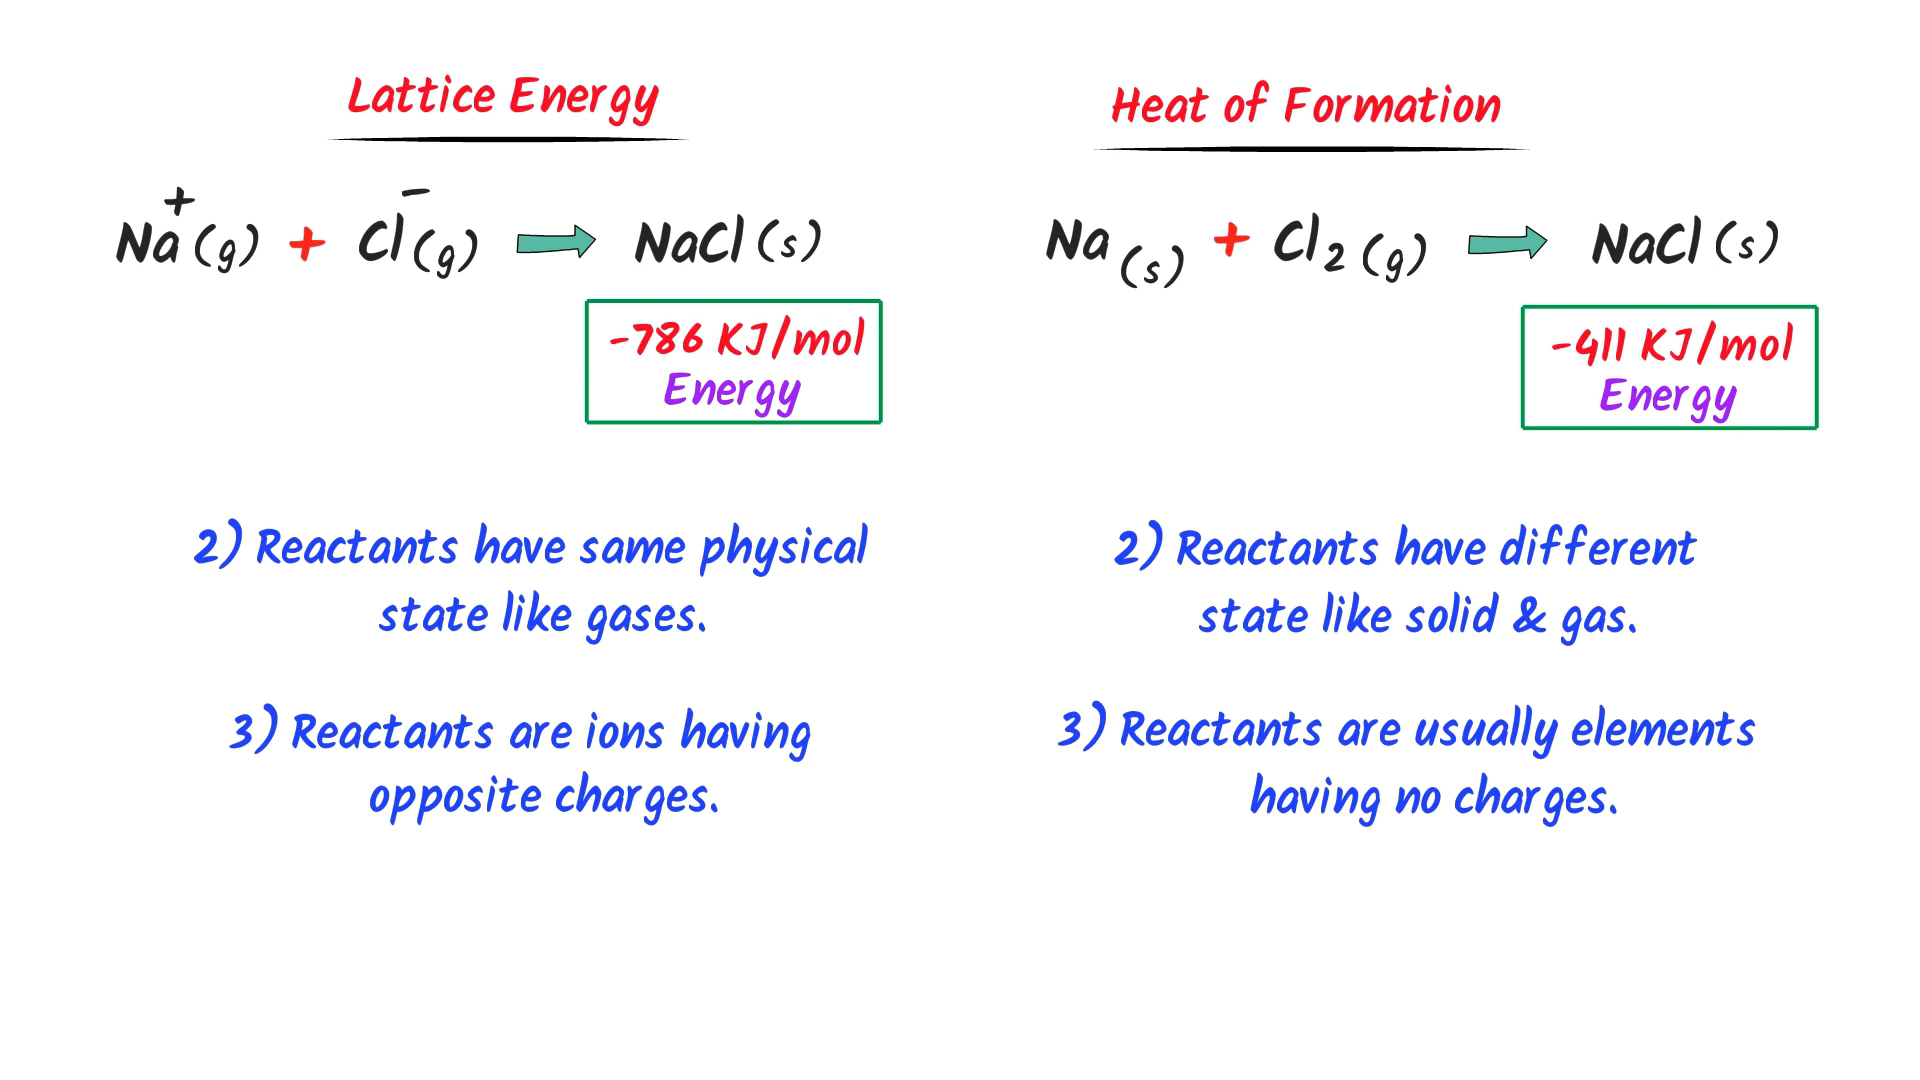 Lattice Energy
Na⁺(g) + Cl⁻(g) → NaCl(s)
-786 KJ/mol
Energy
2) Reactants have same physical
state like gases.
3) Reactants are ions having
opposite charges.
Heat of Formation
Na(s) + Cl₂(g) → NaCl(s)
-411 KJ/mol
Energy
2) Reactants have different
state like solid & gas.
3) Reactants are usually elements
having no charges.